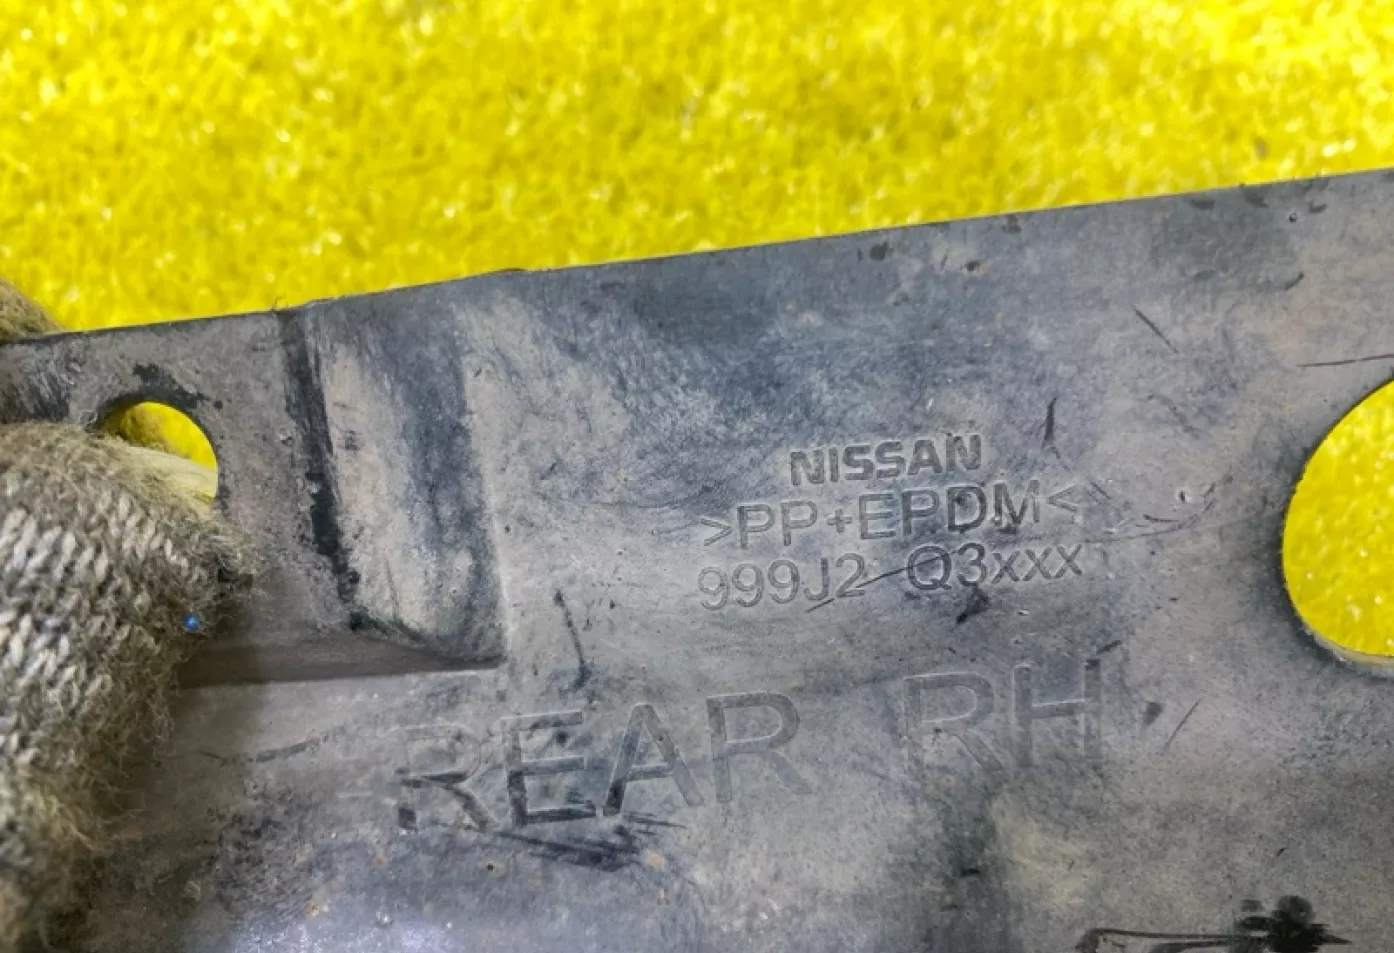 NISSAN
>PP+EPDM<
999J2 Q3xxx
REAR RH